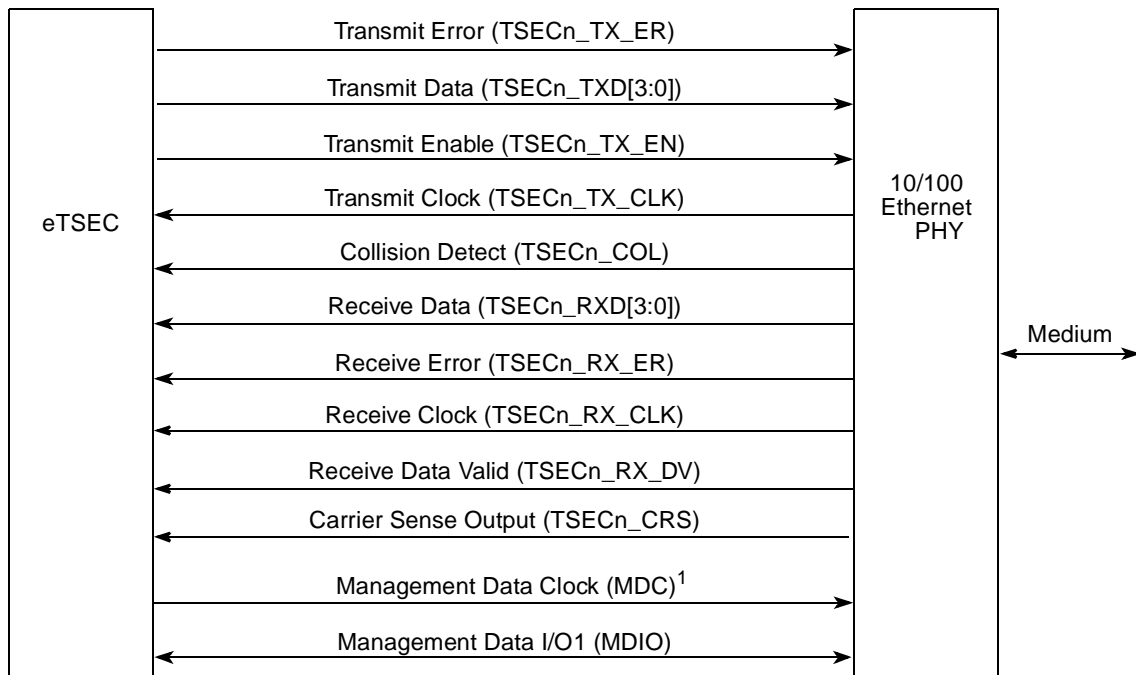 Transmit Error (TSECn_TX_ER)
Transmit Data (TSECn_TXD[3:0])
Transmit Enable (TSECn_TX_EN)
Transmit Clock (TSECn_TX_CLK)
eTSEC
10/100
Ethernet
PHY
Collision Detect (TSECn_COL)
Receive Data (TSECn_RXD[3:0])
Medium
Receive Error (TSECn_RX_ER)
Receive Clock (TSECn_RX_CLK)
Receive Data Valid (TSECn_RX_DV)
Carrier Sense Output (TSECn_CRS)
Management Data Clock (MDC)¹
Management Data I/O1 (MDIO)